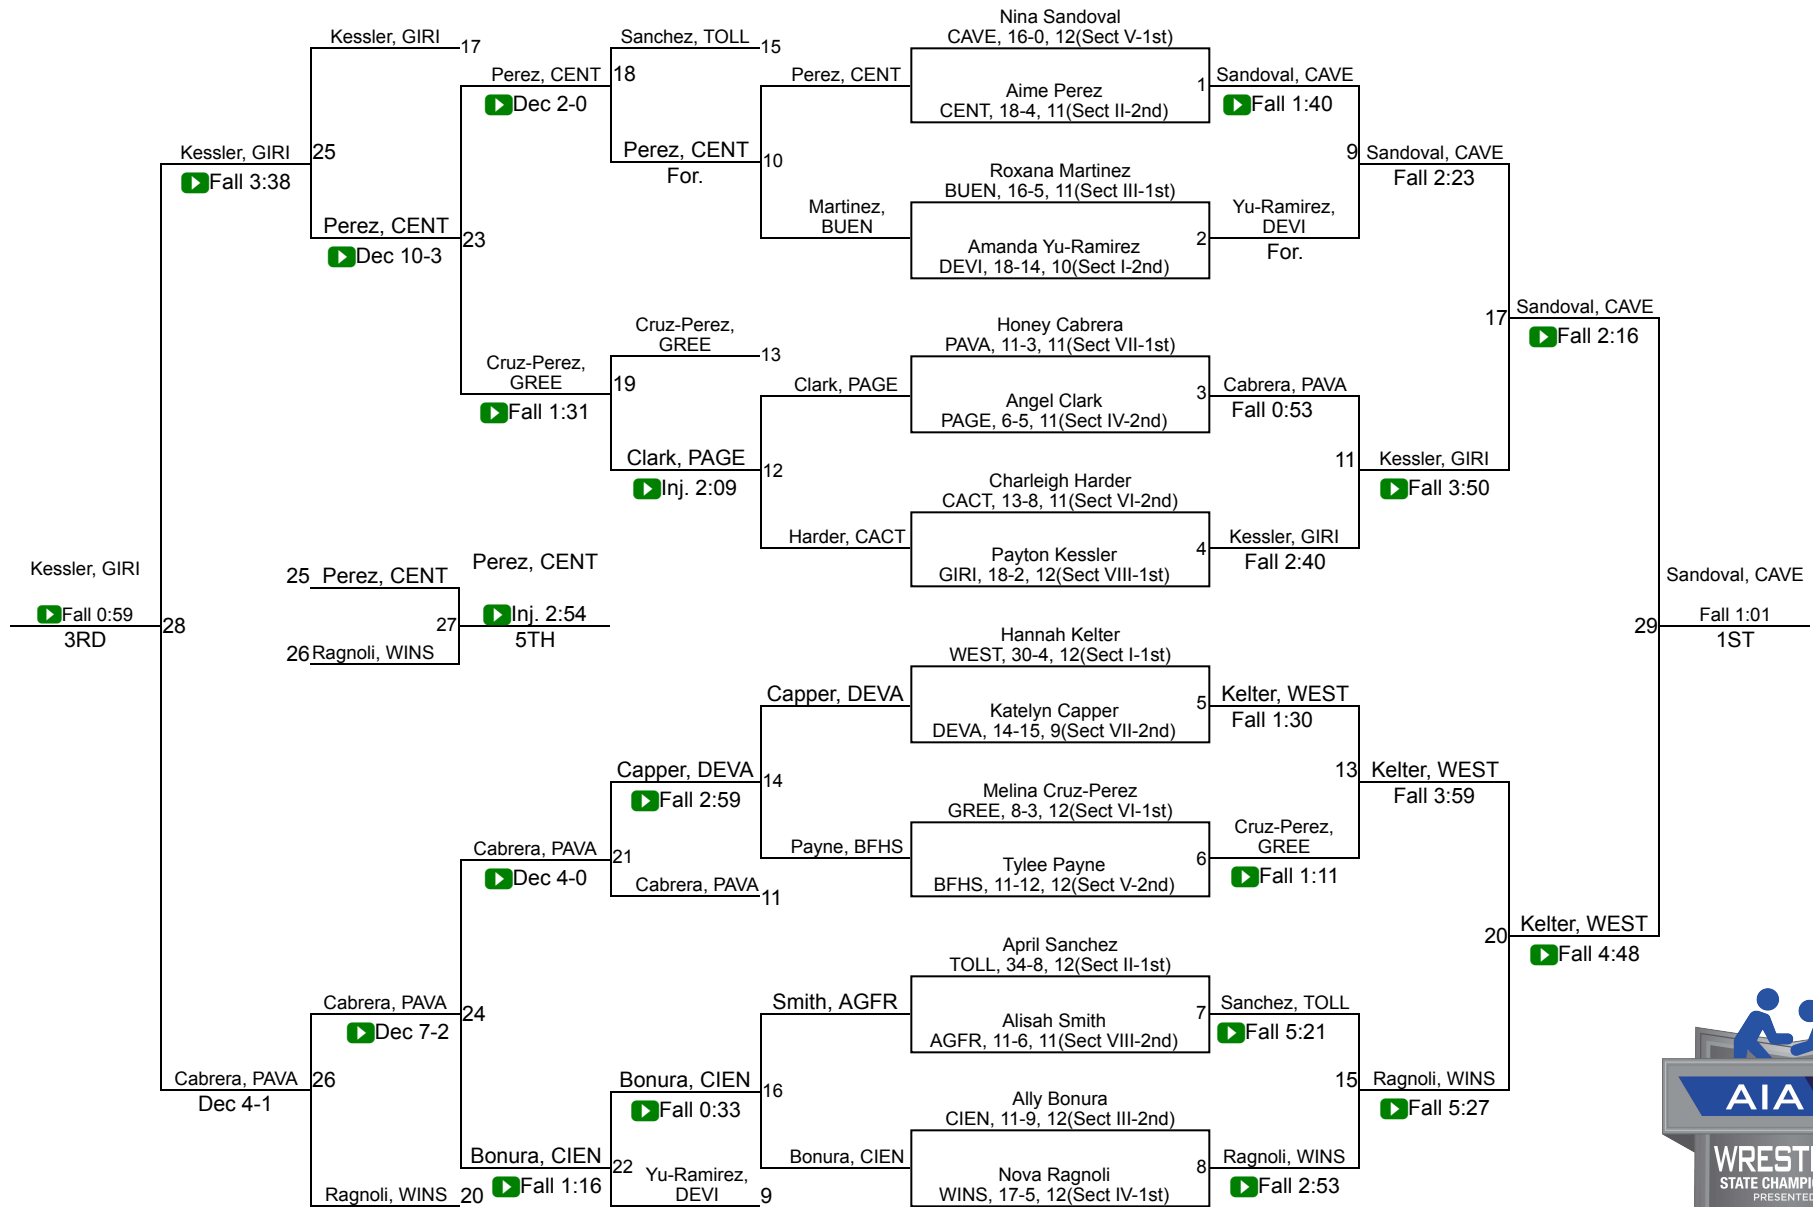 Nina Sandoval
Kessler, GIRI 17
Sanchez, TOLL 15
CAVE, 16-0, 12(Sect V-1st)
Perez, CENT 18
Perez, CENT
Aime Perez
1 Sandoval, CAVE
Dec 2-0
CENT, 18-4, 11(Sect II-2nd)
Fall 1:40
Kessler, GIRI 25
Perez, CENT 10
9 Sandoval, CAVE
Fall 3:38
For.
Roxana Martinez
Fall 2:23
BUEN, 16-5, 11(Sect III-1st)
Perez, CENT 23
Martinez,
BUEN
Yu-Ramirez,
DEVI
2
Dec 10-3
Amanda Yu-Ramirez
For.
DEVI, 18-14, 10(Sect I-2nd)
Cruz-Perez,
GREE
13
Honey Cabrera
17 Sandoval, CAVE
PAVA, 11-3, 11(Sect VII-1st)
Fall 2:16
Cruz-Perez,
GREE
19
Clark, PAGE
Angel Clark
3 Cabrera, PAVA
Fall 1:31
PAGE, 6-5, 11(Sect IV-2nd)
Fall 0:53
Clark, PAGE 12
11 Kessler, GIRI
Inj. 2:09
Charleigh Harder
Fall 3:50
CACT, 13-8, 11(Sect VI-2nd)
Harder, CACT
Payton Kessler
4 Kessler, GIRI
GIRI, 18-2, 12(Sect VIII-1st)
Fall 2:40
Kessler, GIRI
25 Perez, CENT
Perez, CENT
Sandoval, CAVE
Fall 0:59
28
27
Inj. 2:54
29
Fall 1:01
3RD
5TH
1ST
26 Ragnoli, WINS
Hannah Kelter
WEST, 30-4, 12(Sect I-1st)
Capper, DEVA
Katelyn Capper
5 Kelter, WEST
DEVA, 14-15, 9(Sect VII-2nd)
Fall 1:30
Capper, DEVA 14
13 Kelter, WEST
Fall 2:59
Melina Cruz-Perez
Fall 3:59
GREE, 8-3, 12(Sect VI-1st)
Cabrera, PAVA 21
Payne, BFHS
Cruz-Perez,
GREE
6
Dec 4-0
Tylee Payne
Fall 1:11
Cabrera, PAVA 11
BFHS, 11-12, 12(Sect V-2nd)
20 Kelter, WEST
April Sanchez
Fall 4:48
TOLL, 34-8, 12(Sect II-1st)
Cabrera, PAVA 24
Smith, AGFR
Alisah Smith
7 Sanchez, TOLL
Dec 7-2
AGFR, 11-6, 11(Sect VIII-2nd)
Fall 5:21
Cabrera, PAVA 26
Bonura, CIEN 16
15 Ragnoli, WINS
Dec 4-1
Fall 0:33
Ally Bonura
Fall 5:27
CIEN, 11-9, 12(Sect III-2nd)
Bonura, CIEN 22
Bonura, CIEN
Nova Ragnoli
8 Ragnoli, WINS
Ragnoli, WINS 20
Fall 1:16
Yu-Ramirez,
DEVI
9
WINS, 17-5, 12(Sect IV-1st)
Fall 2:53
AIA
WREST
STATE CHAMPI
PRESENTED